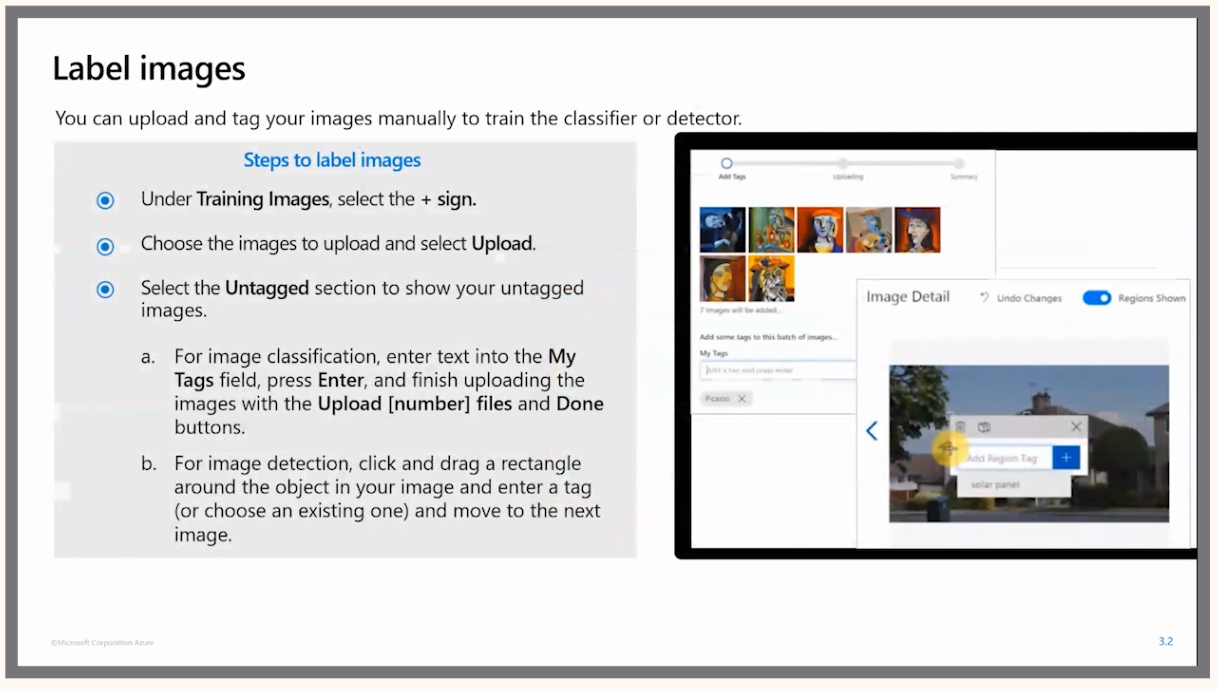 Label images
You can upload and tag your images manually to train the classifier or detector.
Steps to label images
Under Training Images, select the + sign.
Choose the images to upload and select Upload.
Select the Untagged section to show your untagged
images.
a. For image classification, enter text into the My
Tags field, press Enter, and finish uploading the
images with the Upload [number] files and Done
buttons.
b. For image detection, click and drag a rectangle
around the object in your image and enter a tag
(or choose an existing one) and move to the next
image.
Add Tags
Uploading
Summary
7 images will be added...
Add some tags to this batch of images...
My Tags
Add a tag and press enter
Picasso
Image Detail
Undo Changes
Regions Shown
Add Region Tag
solar panel
©Microsoft Corporation Azure
3.2